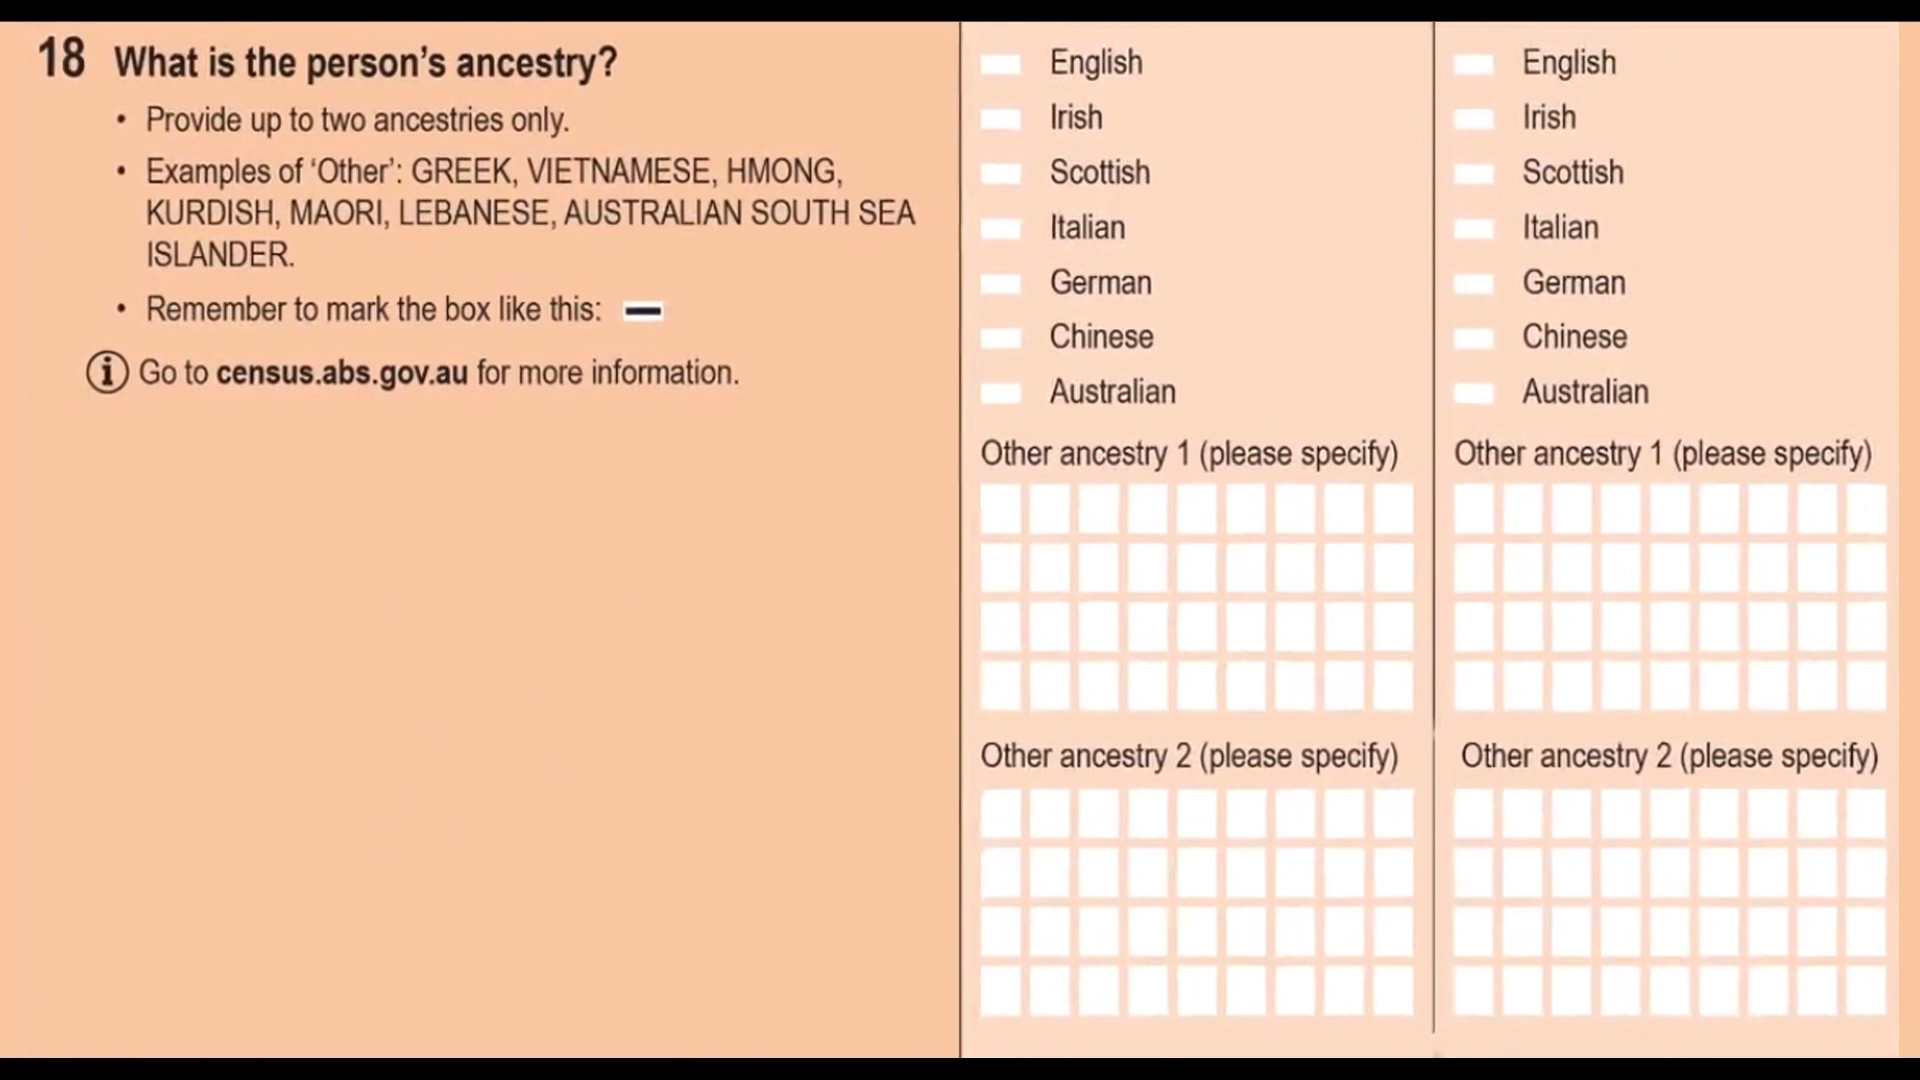 18 What is the person's ancestry?
• Provide up to two ancestries only.
• Examples of 'Other': GREEK, VIETNAMESE, HMONG,
KURDISH, MAORI, LEBANESE, AUSTRALIAN SOUTH SEA
ISLANDER.
• Remember to mark the box like this:
i Go to census.abs.gov.au for more information.
English
Irish
Scottish
Italian
German
Chinese
Australian
Other ancestry 1 (please specify)
Other ancestry 2 (please specify)
English
Irish
Scottish
Italian
German
Chinese
Australian
Other ancestry 1 (please specify)
Other ancestry 2 (please specify)